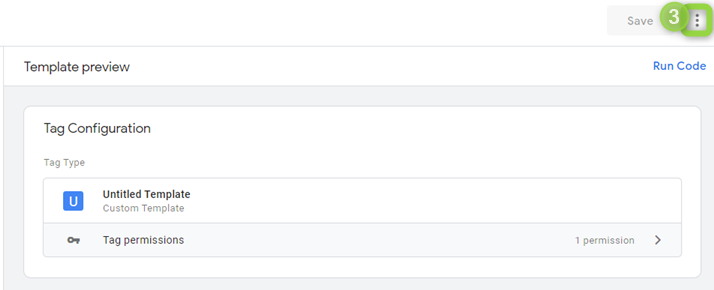 Save
3
Template preview
Run Code
Tag Configuration
Tag Type
U
Untitled Template
Custom Template
Tag permissions
1 permission